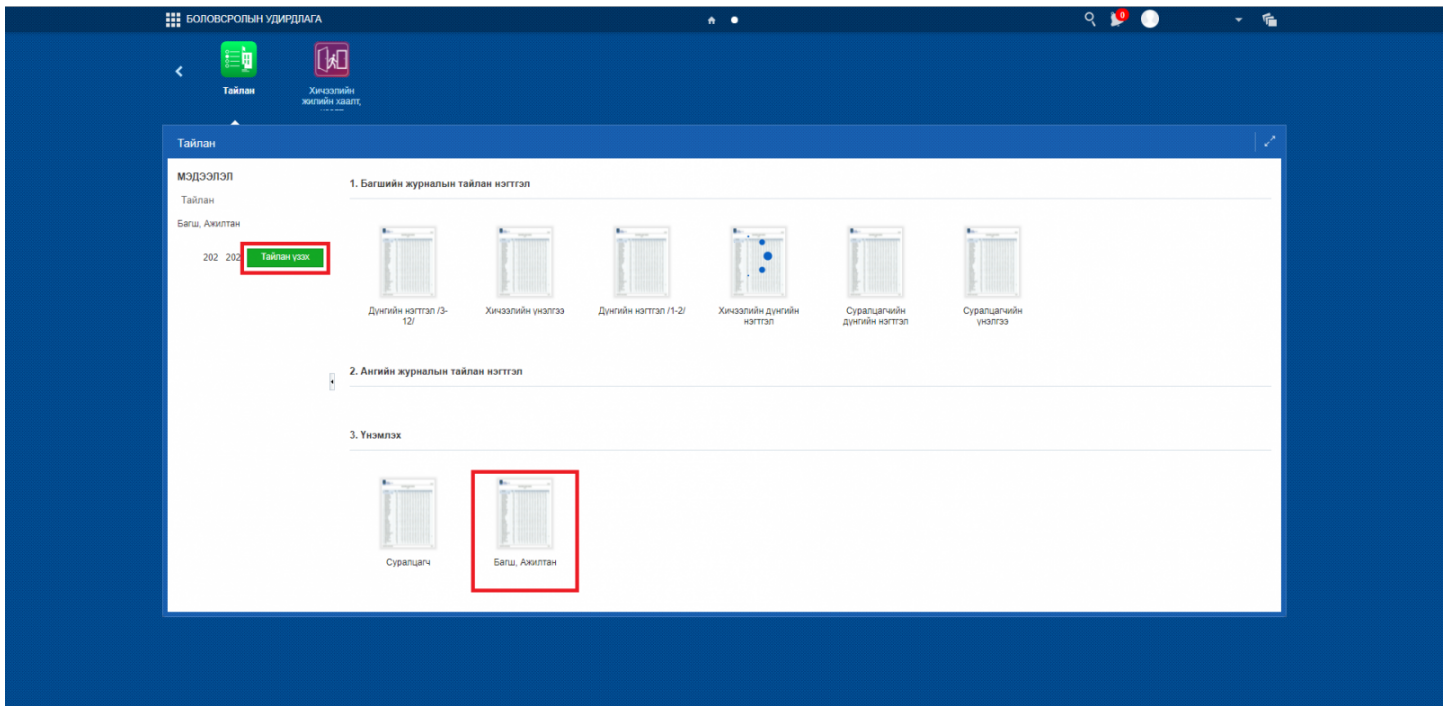 БОЛОВСРОЛЫН УДИРДЛАГА
0
Тайлан
Хичээлийн
жилийн хаалт,
Тайлан
МЭДЭЭЛЭЛ
Тайлан
Багш, Ажилтан
202 202
Тайлан үзэх
1. Багшийн журналын тайлан нэгтгэл
Дүнгийн нэгтгэл /3-
12/
Хичээлийн үнэлгээ
Дүнгийн нэгтгэл /1-2/
Хичээлийн дүнгийн
нэгтгэл
Суралцагчийн
дүнгийн нэгтгэл
Суралцагчийн
үнэлгээ
2. Ангийн журналын тайлан нэгтгэл
3. Үнэмлэх
Суралцагч
Багш, Ажилтан